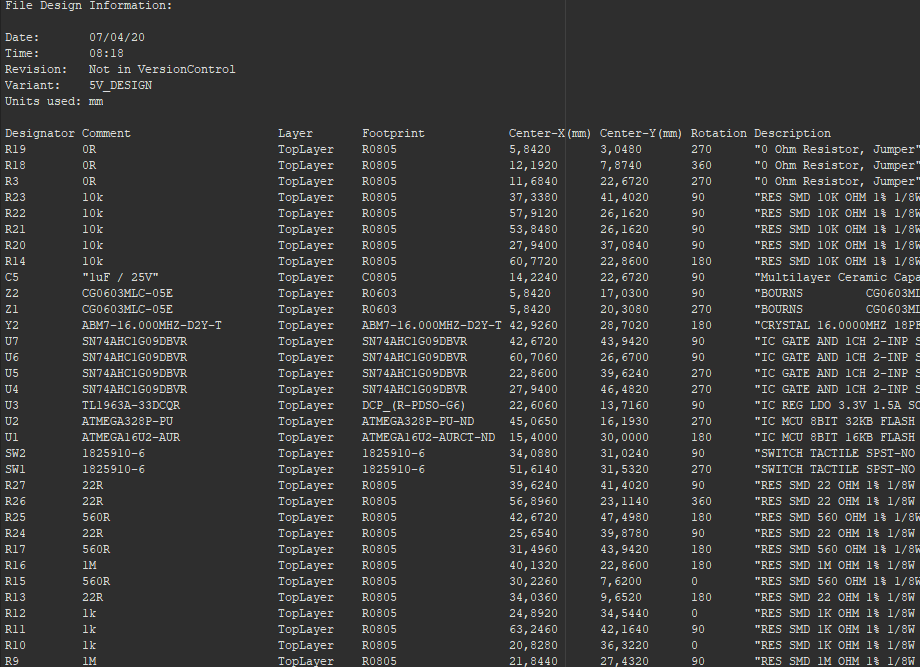 File Design Information:
Date: 07/04/20
Time: 08:18
Revision: Not in VersionControl
Variant: 5V_DESIGN
Units used: mm
Designator Comment Layer Footprint Center-X(mm) Center-Y(mm) Rotation Description
R19 0R TopLayer R0805 5,8420 3,0480 270 "0 Ohm Resistor, Jumper"
R18 0R TopLayer R0805 12,1920 7,8740 360 "0 Ohm Resistor, Jumper"
R3 0R TopLayer R0805 11,6840 22,6720 270 "0 Ohm Resistor, Jumper"
R23 10k TopLayer R0805 37,3380 41,4020 90 "RES SMD 10K OHM 1% 1/8W
R22 10k TopLayer R0805 57,9120 26,1620 90 "RES SMD 10K OHM 1% 1/8W
R21 10k TopLayer R0805 53,8480 26,1620 90 "RES SMD 10K OHM 1% 1/8W
R20 10k TopLayer R0805 27,9400 37,0840 90 "RES SMD 10K OHM 1% 1/8W
R14 10k TopLayer R0805 60,7720 22,8600 180 "RES SMD 10K OHM 1% 1/8W
C5 "1uF / 25V" TopLayer C0805 14,2240 22,6720 90 "Multilayer Ceramic Capa
Z2 CG0603MLC-05E TopLayer R0603 5,8420 17,0300 90 "BOURNS CG0603ML
Z1 CG0603MLC-05E TopLayer R0603 5,8420 20,3080 270 "BOURNS CG0603ML
Y2 ABM7-16.000MHZ-D2Y-T TopLayer ABM7-16.000MHZ-D2Y-T 42,9260 28,7020 180 "CRYSTAL 16.0000MHZ 18PF
U7 SN74AHC1G09DBVR TopLayer SN74AHC1G09DBVR 42,6720 43,9420 90 "IC GATE AND 1CH 2-INP S
U6 SN74AHC1G09DBVR TopLayer SN74AHC1G09DBVR 60,7060 26,6700 90 "IC GATE AND 1CH 2-INP S
U5 SN74AHC1G09DBVR TopLayer SN74AHC1G09DBVR 22,8600 39,6240 270 "IC GATE AND 1CH 2-INP S
U4 SN74AHC1G09DBVR TopLayer SN74AHC1G09DBVR 27,9400 46,4820 270 "IC GATE AND 1CH 2-INP S
U3 TL1963A-33DCQR TopLayer DCP_(R-PDSO-G6) 22,6060 13,7160 90 "IC REG LDO 3.3V 1.5A SO
U2 ATMEGA328P-PU TopLayer ATMEGA328P-PU-ND 45,0650 16,1930 270 "IC MCU 8BIT 32KB FLASH
U1 ATMEGA16U2-AUR TopLayer ATMEGA16U2-AURCT-ND 15,4000 30,0000 180 "IC MCU 8BIT 16KB FLASH
SW2 1825910-6 TopLayer 1825910-6 34,0880 31,0240 90 "SWITCH TACTILE SPST-NO
SW1 1825910-6 TopLayer 1825910-6 51,6140 31,5320 270 "SWITCH TACTILE SPST-NO
R27 22R TopLayer R0805 39,6240 41,4020 90 "RES SMD 22 OHM 1% 1/8W
R26 22R TopLayer R0805 56,8960 23,1140 360 "RES SMD 22 OHM 1% 1/8W
R25 560R TopLayer R0805 42,6720 47,4980 180 "RES SMD 560 OHM 1% 1/8W
R24 22R TopLayer R0805 25,6540 39,8780 90 "RES SMD 22 OHM 1% 1/8W
R17 560R TopLayer R0805 31,4960 43,9420 180 "RES SMD 560 OHM 1% 1/8W
R16 1M TopLayer R0805 40,1320 22,8600 180 "RES SMD 1M OHM 1% 1/8W
R15 560R TopLayer R0805 30,2260 7,6200 0 "RES SMD 560 OHM 1% 1/8W
R13 22R TopLayer R0805 34,0360 9,6520 180 "RES SMD 22 OHM 1% 1/8W
R12 1k TopLayer R0805 24,8920 34,5440 0 "RES SMD 1K OHM 1% 1/8W
R11 1k TopLayer R0805 63,2460 42,1640 90 "RES SMD 1K OHM 1% 1/8W
R10 1k TopLayer R0805 20,8280 36,3220 0 "RES SMD 1K OHM 1% 1/8W
R9 1M TopLayer R0805 21,8440 27,4320 90 "RES SMD 1M OHM 1% 1/8W